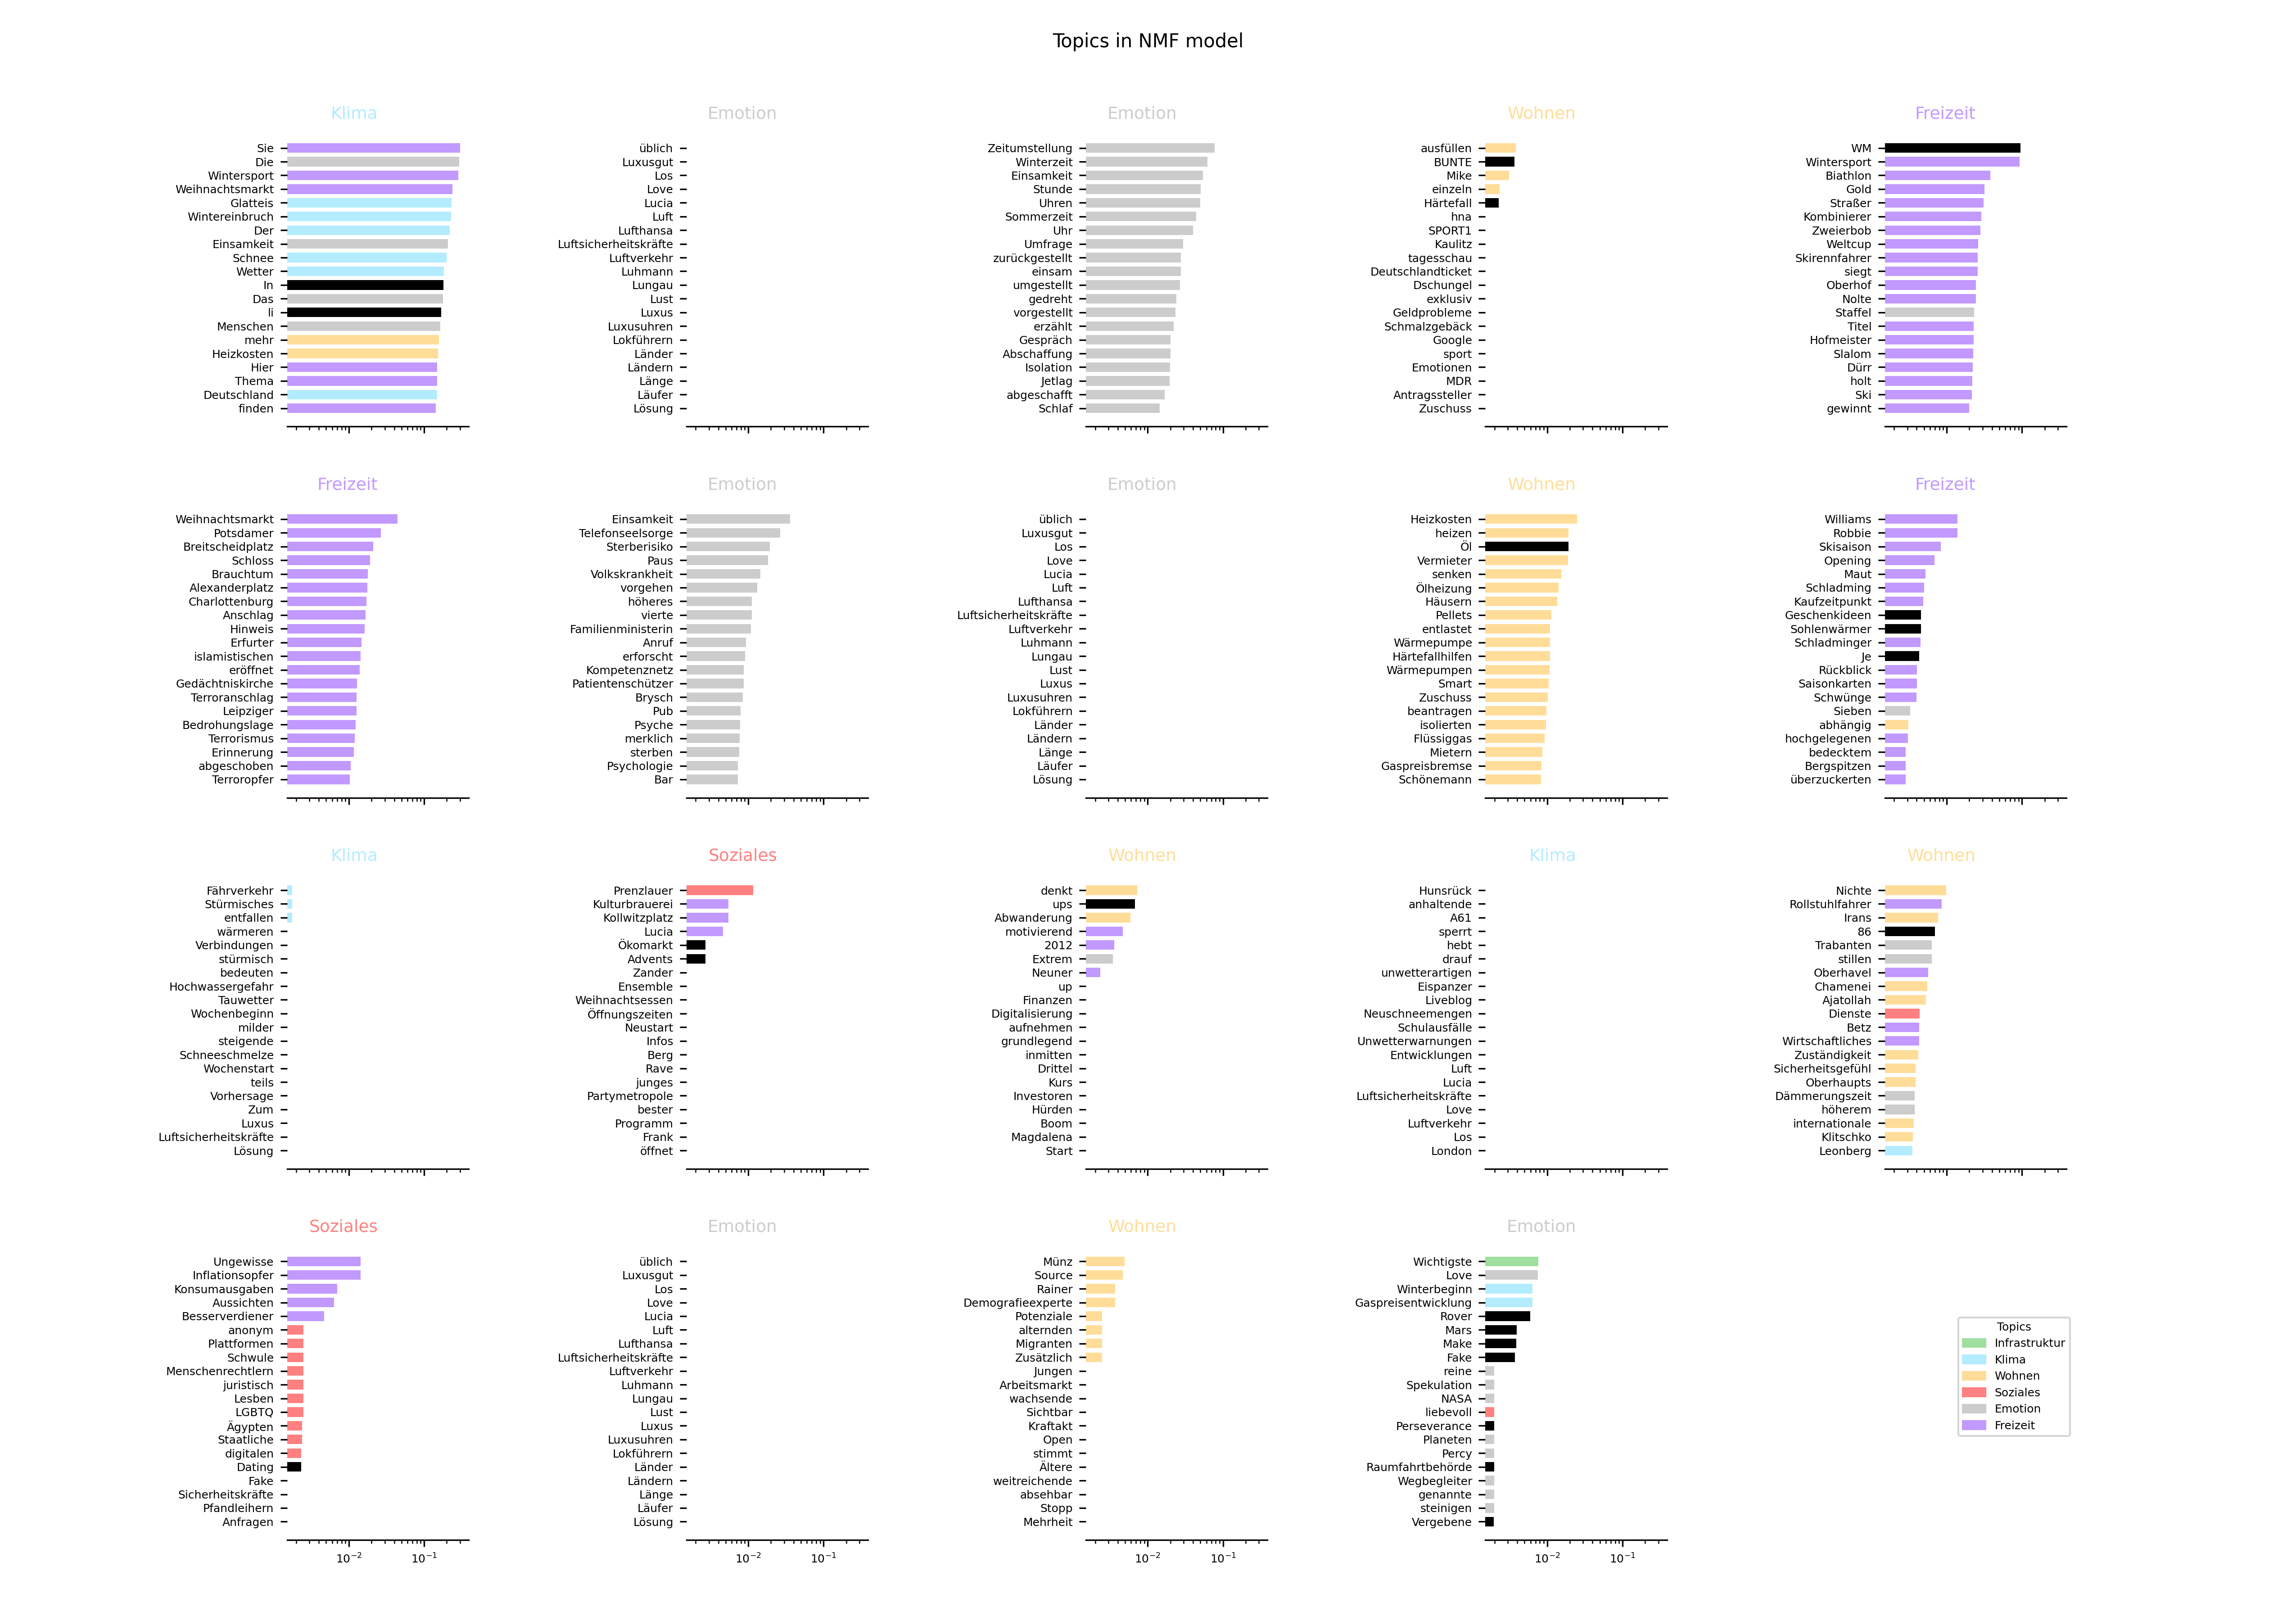 Topics in NMF model
Klima
Sie
Die
Wintersport
Weihnachtsmarkt
Glatteis
Wintereinbruch
Der
Einsamkeit
Schnee
Wetter
In
Das
li
Menschen
mehr
Heizkosten
Hier
Thema
Deutschland
finden
Emotion
üblich
Luxusgut
Los
Love
Lucia
Luft
Lufthansa
Luftsicherheitskräfte
Luftverkehr
Luhmann
Lungau
Lust
Luxus
Luxusuhren
Lokführern
Länder
Ländern
Länge
Läufer
Lösung
Emotion
Zeitumstellung
Winterzeit
Einsamkeit
Stunde
Uhren
Sommerzeit
Uhr
Umfrage
zurückgestellt
einsam
umgestellt
gedreht
vorgestellt
erzählt
Gespräch
Abschaffung
Isolation
Jetlag
abgeschafft
Schlaf
Wohnen
ausfüllen
BUNTE
Mike
einzeln
Härtefall
hna
SPORT1
Kaulitz
tagesschau
Deutschlandticket
Dschungel
exklusiv
Geldprobleme
Schmalzgebäck
Google
sport
Emotionen
MDR
Antragssteller
Zuschuss
Freizeit
WM
Wintersport
Biathlon
Gold
Straßer
Kombinierer
Zweierbob
Weltcup
Skirennfahrer
siegt
Oberhof
Nolte
Staffel
Titel
Hofmeister
Slalom
Dürr
holt
Ski
gewinnt
Freizeit
Weihnachtsmarkt
Potsdamer
Breitscheidplatz
Schloss
Brauchtum
Alexanderplatz
Charlottenburg
Anschlag
Hinweis
Erfurter
islamistischen
eröffnet
Gedächtniskirche
Terroranschlag
Leipziger
Bedrohungslage
Terrorismus
Erinnerung
abgeschoben
Terroropfer
Emotion
Einsamkeit
Telefonseelsorge
Sterberisiko
Paus
Volkskrankheit
vorgehen
höheres
vierte
Familienministerin
Anruf
erforscht
Kompetenznetz
Patientenschützer
Brysch
Pub
Psyche
merklich
sterben
Psychologie
Bar
Emotion
üblich
Luxusgut
Los
Love
Lucia
Luft
Lufthansa
Luftsicherheitskräfte
Luftverkehr
Luhmann
Lungau
Lust
Luxus
Luxusuhren
Lokführern
Länder
Ländern
Länge
Läufer
Lösung
Wohnen
Heizkosten
heizen
Öl
Vermieter
senken
Ölheizung
Häusern
Pellets
entlastet
Wärmepumpe
Härtefallhilfen
Wärmepumpen
Smart
Zuschuss
beantragen
isolierten
Flüssiggas
Mietern
Gaspreisbremse
Schönemann
Freizeit
Williams
Robbie
Skisaison
Opening
Maut
Schladming
Kaufzeitpunkt
Geschenkideen
Sohlenwärmer
Schladminger
Je
Rückblick
Saisonkarten
Schwünge
Sieben
abhängig
hochgelegenen
bedecktem
Bergspitzen
überzuckerten
Klima
Fährverkehr
Stürmisches
entfallen
wärmeren
Verbindungen
stürmisch
bedeuten
Hochwassergefahr
Tauwetter
Wochenbeginn
milder
steigende
Schneeschmelze
Wochenstart
teils
Vorhersage
Zum
Luxus
Luftsicherheitskräfte
Lösung
Soziales
Prenzlauer
Kulturbrauerei
Kollwitzplatz
Lucia
Ökomarkt
Advents
Zander
Ensemble
Weihnachtsessen
Öffnungszeiten
Neustart
Infos
Berg
Rave
junges
Partymetropole
bester
Programm
Frank
öffnet
Wohnen
denkt
ups
Abwanderung
motivierend
2012
Extrem
Neuner
up
Finanzen
Digitalisierung
aufnehmen
grundlegend
inmitten
Drittel
Kurs
Investoren
Hürden
Boom
Magdalena
Start
Klima
Hunsrück
anhaltende
A61
sperrt
hebt
drauf
unwetterartigen
Eispanzer
Liveblog
Neuschneemengen
Schulausfälle
Unwetterwarnungen
Entwicklungen
Luft
Lucia
Luftsicherheitskräfte
Love
Luftverkehr
Los
London
Wohnen
Nichte
Rollstuhlfahrer
Irans
86
Trabanten
stillen
Oberhavel
Chamenei
Ajatollah
Dienste
Betz
Wirtschaftliches
Zuständigkeit
Sicherheitsgefühl
Oberhaupts
Dämmerungszeit
höherem
internationale
Klitschko
Leonberg
Soziales
Ungewisse
Inflationsopfer
Konsumausgaben
Aussichten
Besserverdiener
anonym
Plattformen
Schwule
Menschenrechtlern
juristisch
Lesben
LGBTQ
Ägypten
Staatliche
digitalen
Dating
Fake
Sicherheitskräfte
Pfandleihern
Anfragen
10⁻² 10⁻¹
Emotion
üblich
Luxusgut
Los
Love
Lucia
Luft
Lufthansa
Luftsicherheitskräfte
Luftverkehr
Luhmann
Lungau
Lust
Luxus
Luxusuhren
Lokführern
Länder
Ländern
Länge
Läufer
Lösung
10⁻² 10⁻¹
Wohnen
Münz
Source
Rainer
Demografieexperte
Potenziale
alternden
Migranten
Zusätzlich
Jungen
Arbeitsmarkt
wachsende
Sichtbar
Kraftakt
Open
stimmt
Ältere
weitreichende
absehbar
Stopp
Mehrheit
10⁻² 10⁻¹
Emotion
Wichtigste
Love
Winterbeginn
Gaspreisentwicklung
Rover
Mars
Make
Fake
reine
Spekulation
NASA
liebevoll
Perseverance
Planeten
Percy
Raumfahrtbehörde
Wegbegleiter
genannte
steinigen
Vergebene
10⁻² 10⁻¹
Topics
Infrastruktur
Klima
Wohnen
Soziales
Emotion
Freizeit